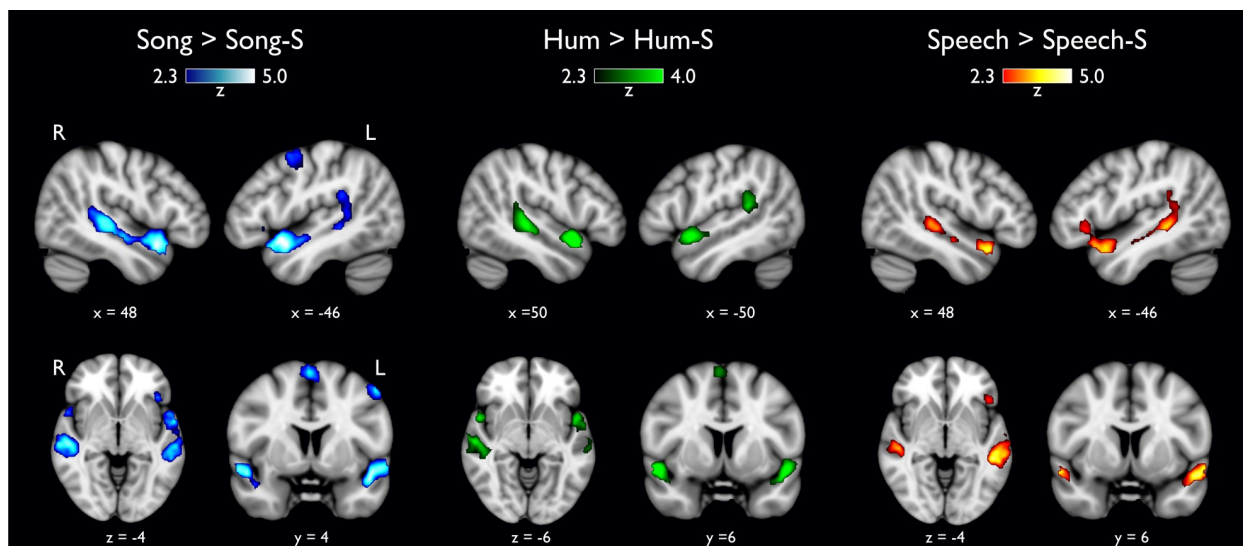 Song > Song-S
Hum > Hum-S
Speech > Speech-S
2.3 5.0
2.3 4.0
2.3 5.0
z
z
z
R L
x = 48
x = -46
x =50
x = -50
x = 48
x = -46
R L
z = -4
y = 4
z = -6
y =6
z = -4
y = 6